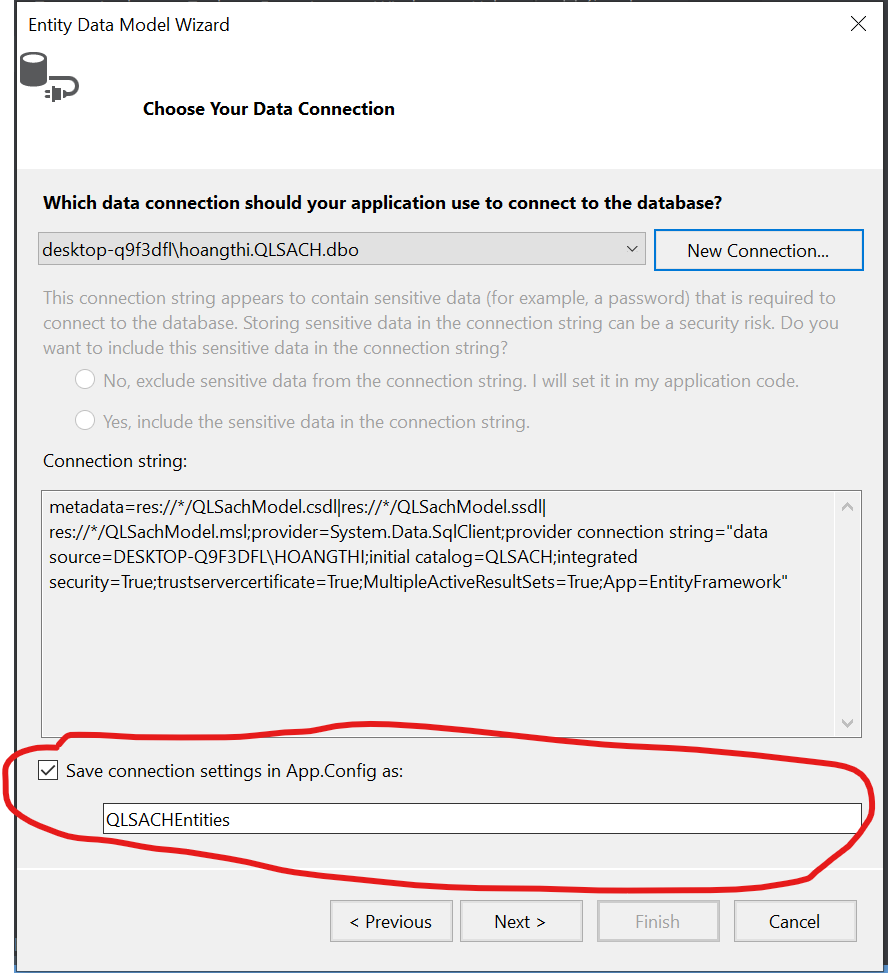 Entity Data Model Wizard
Choose Your Data Connection
Which data connection should your application use to connect to the database?
desktop-q9f3dfl\hoangthi.QLSACH.dbo
New Connection...
This connection string appears to contain sensitive data (for example, a password) that is required to
connect to the database. Storing sensitive data in the connection string can be a security risk. Do you
want to include this sensitive data in the connection string?
No, exclude sensitive data from the connection string. I will set it in my application code.
Yes, include the sensitive data in the connection string.
Connection string:
metadata=res://*/QLSachModel.csdl|res://*/QLSachModel.ssdl|
res://*/QLSachModel.msl;provider=System.Data.SqlClient;provider connection string="data
source=DESKTOP-Q9F3DFL\HOANGTHI;initial catalog=QLSACH;integrated
security=True;trustservercertificate=True;MultipleActiveResultSets=True;App=EntityFramework"
Save connection settings in App.Config as:
QLSACHEntities
< Previous
Next >
Finish
Cancel